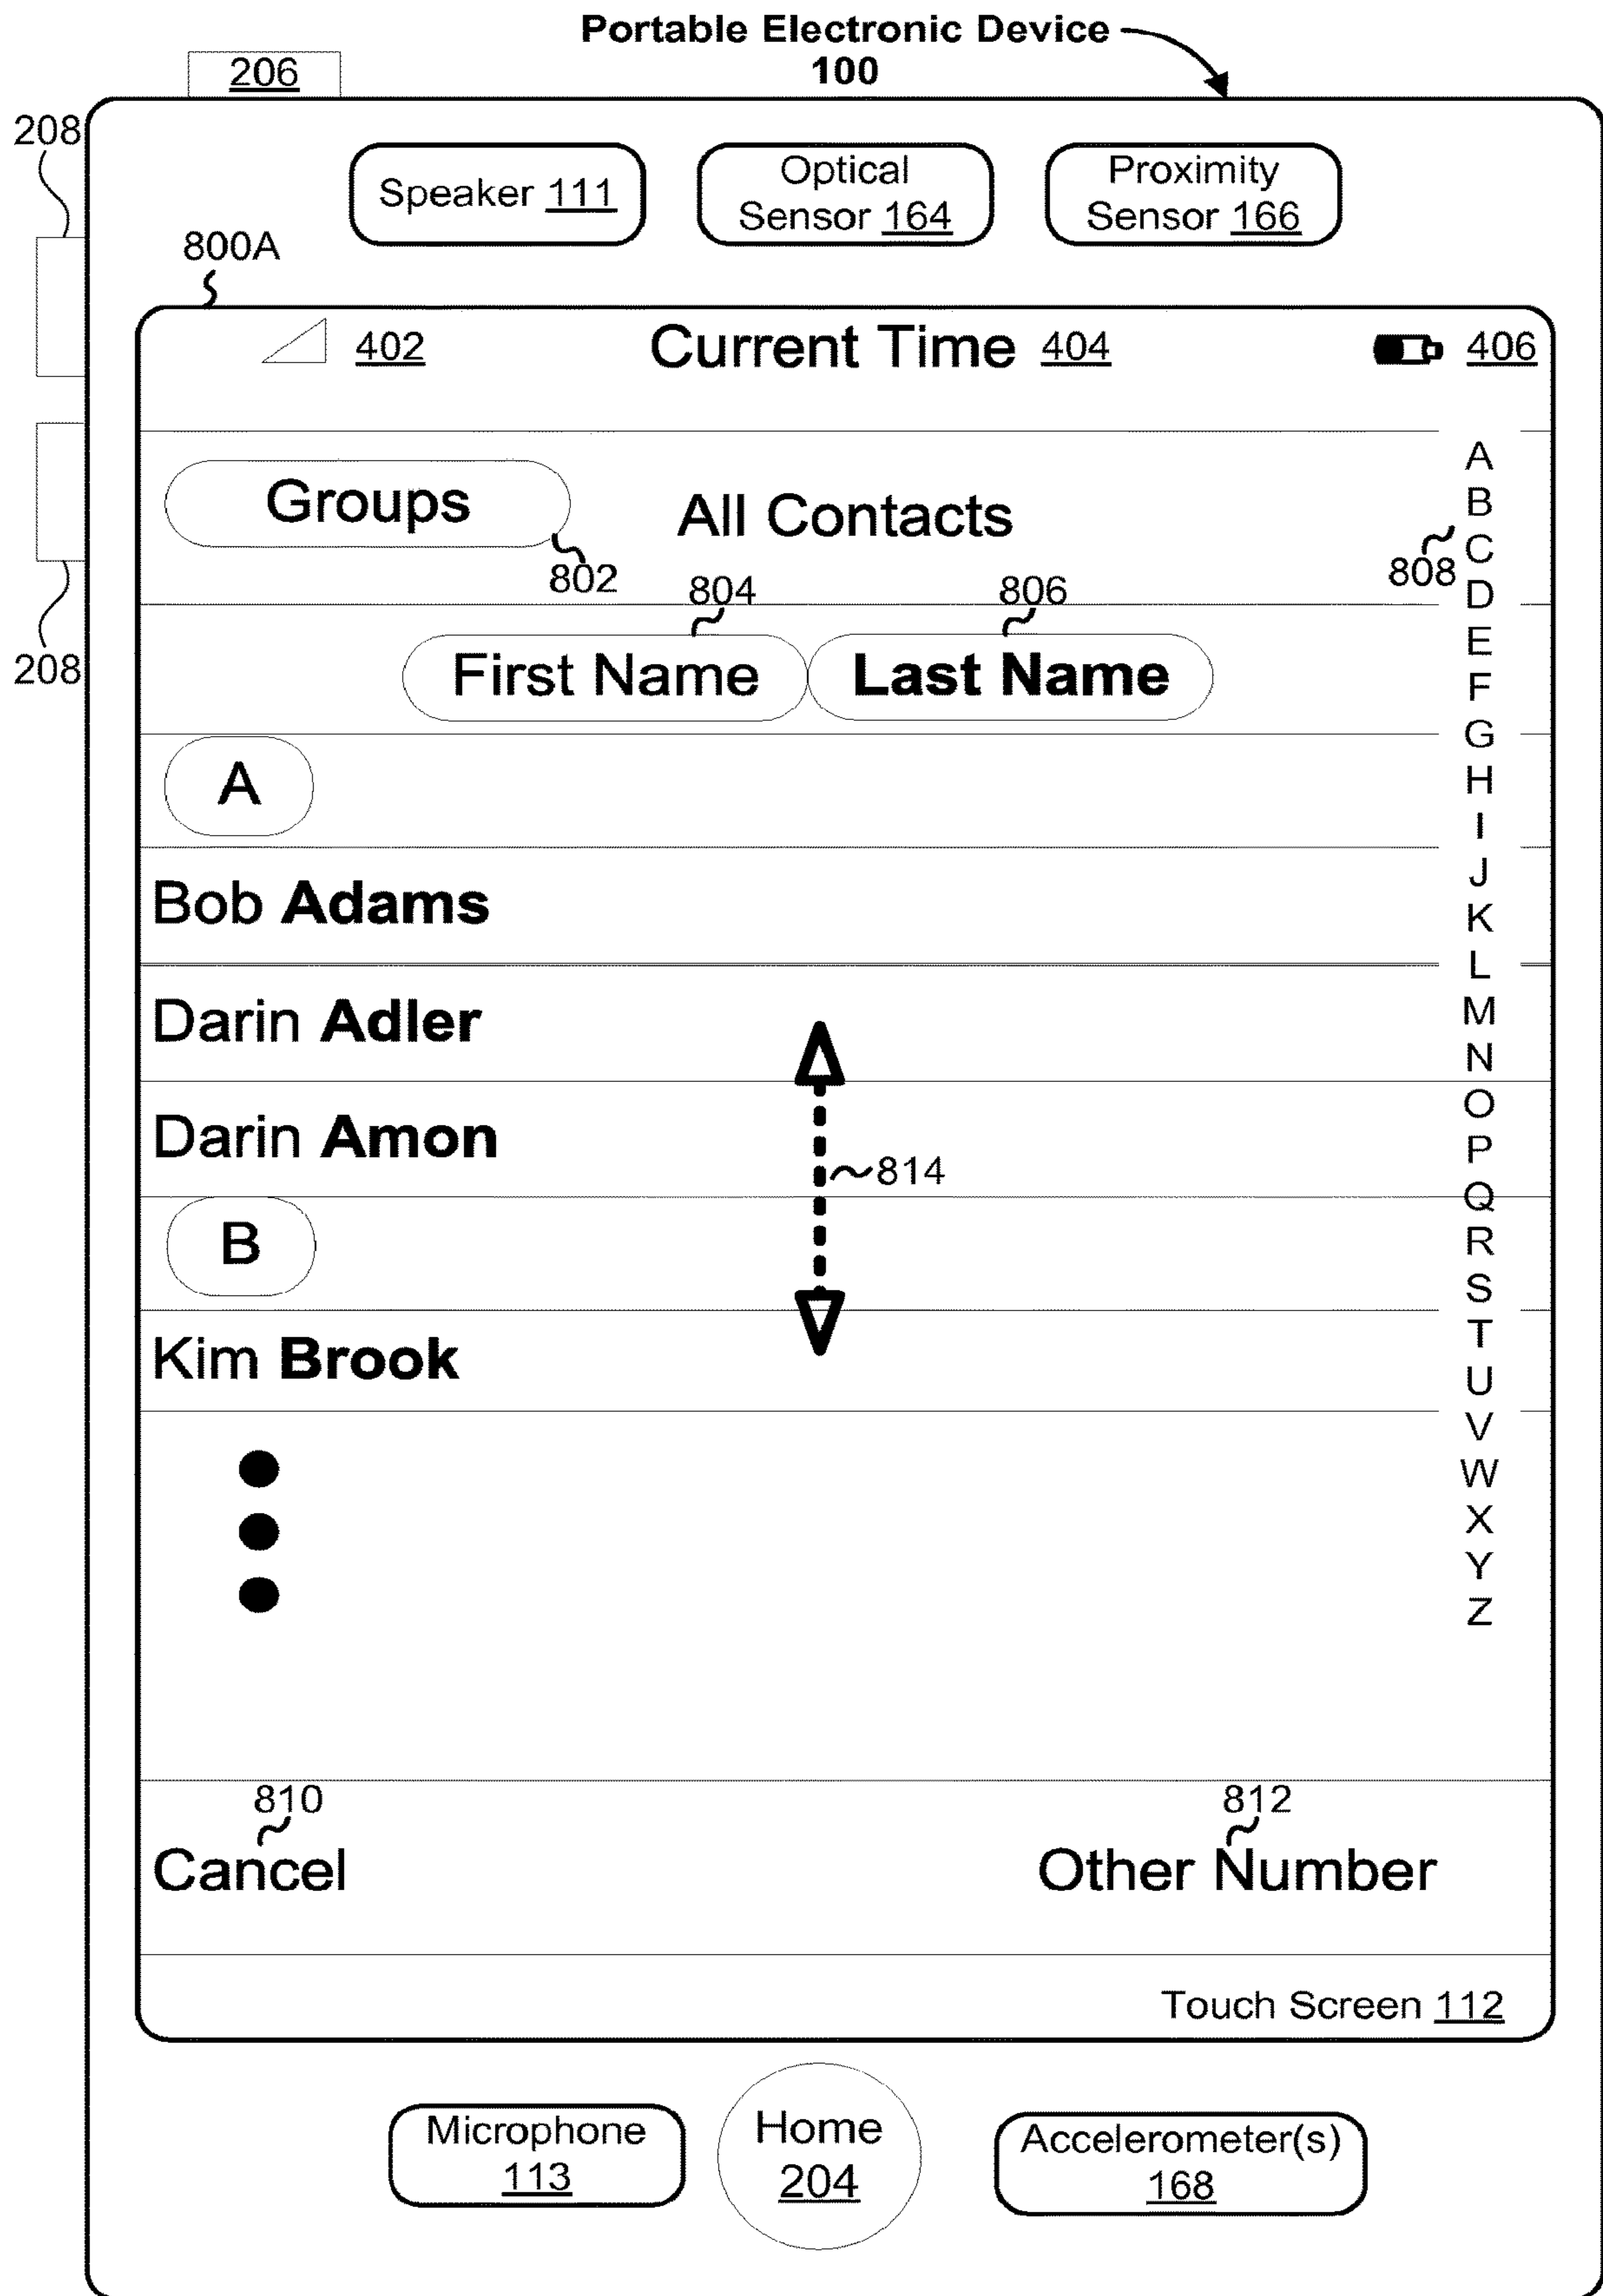 Portable Electronic Device
100
206
208
Speaker 111
Optical
Sensor 164
Proximity
Sensor 166
800A
402
Current Time 404
406
Groups
All Contacts
802
804
806
808
208
First Name
Last Name
A
Bob Adams
Darin Adler
Darin Amon
814
B
Kim Brook
A
B
C
D
E
F
G
H
I
J
K
L
M
N
O
P
Q
R
S
T
U
V
W
X
Y
Z
810
812
Cancel
Other Number
Touch Screen 112
Microphone
113
Home
204
Accelerometer(s)
168